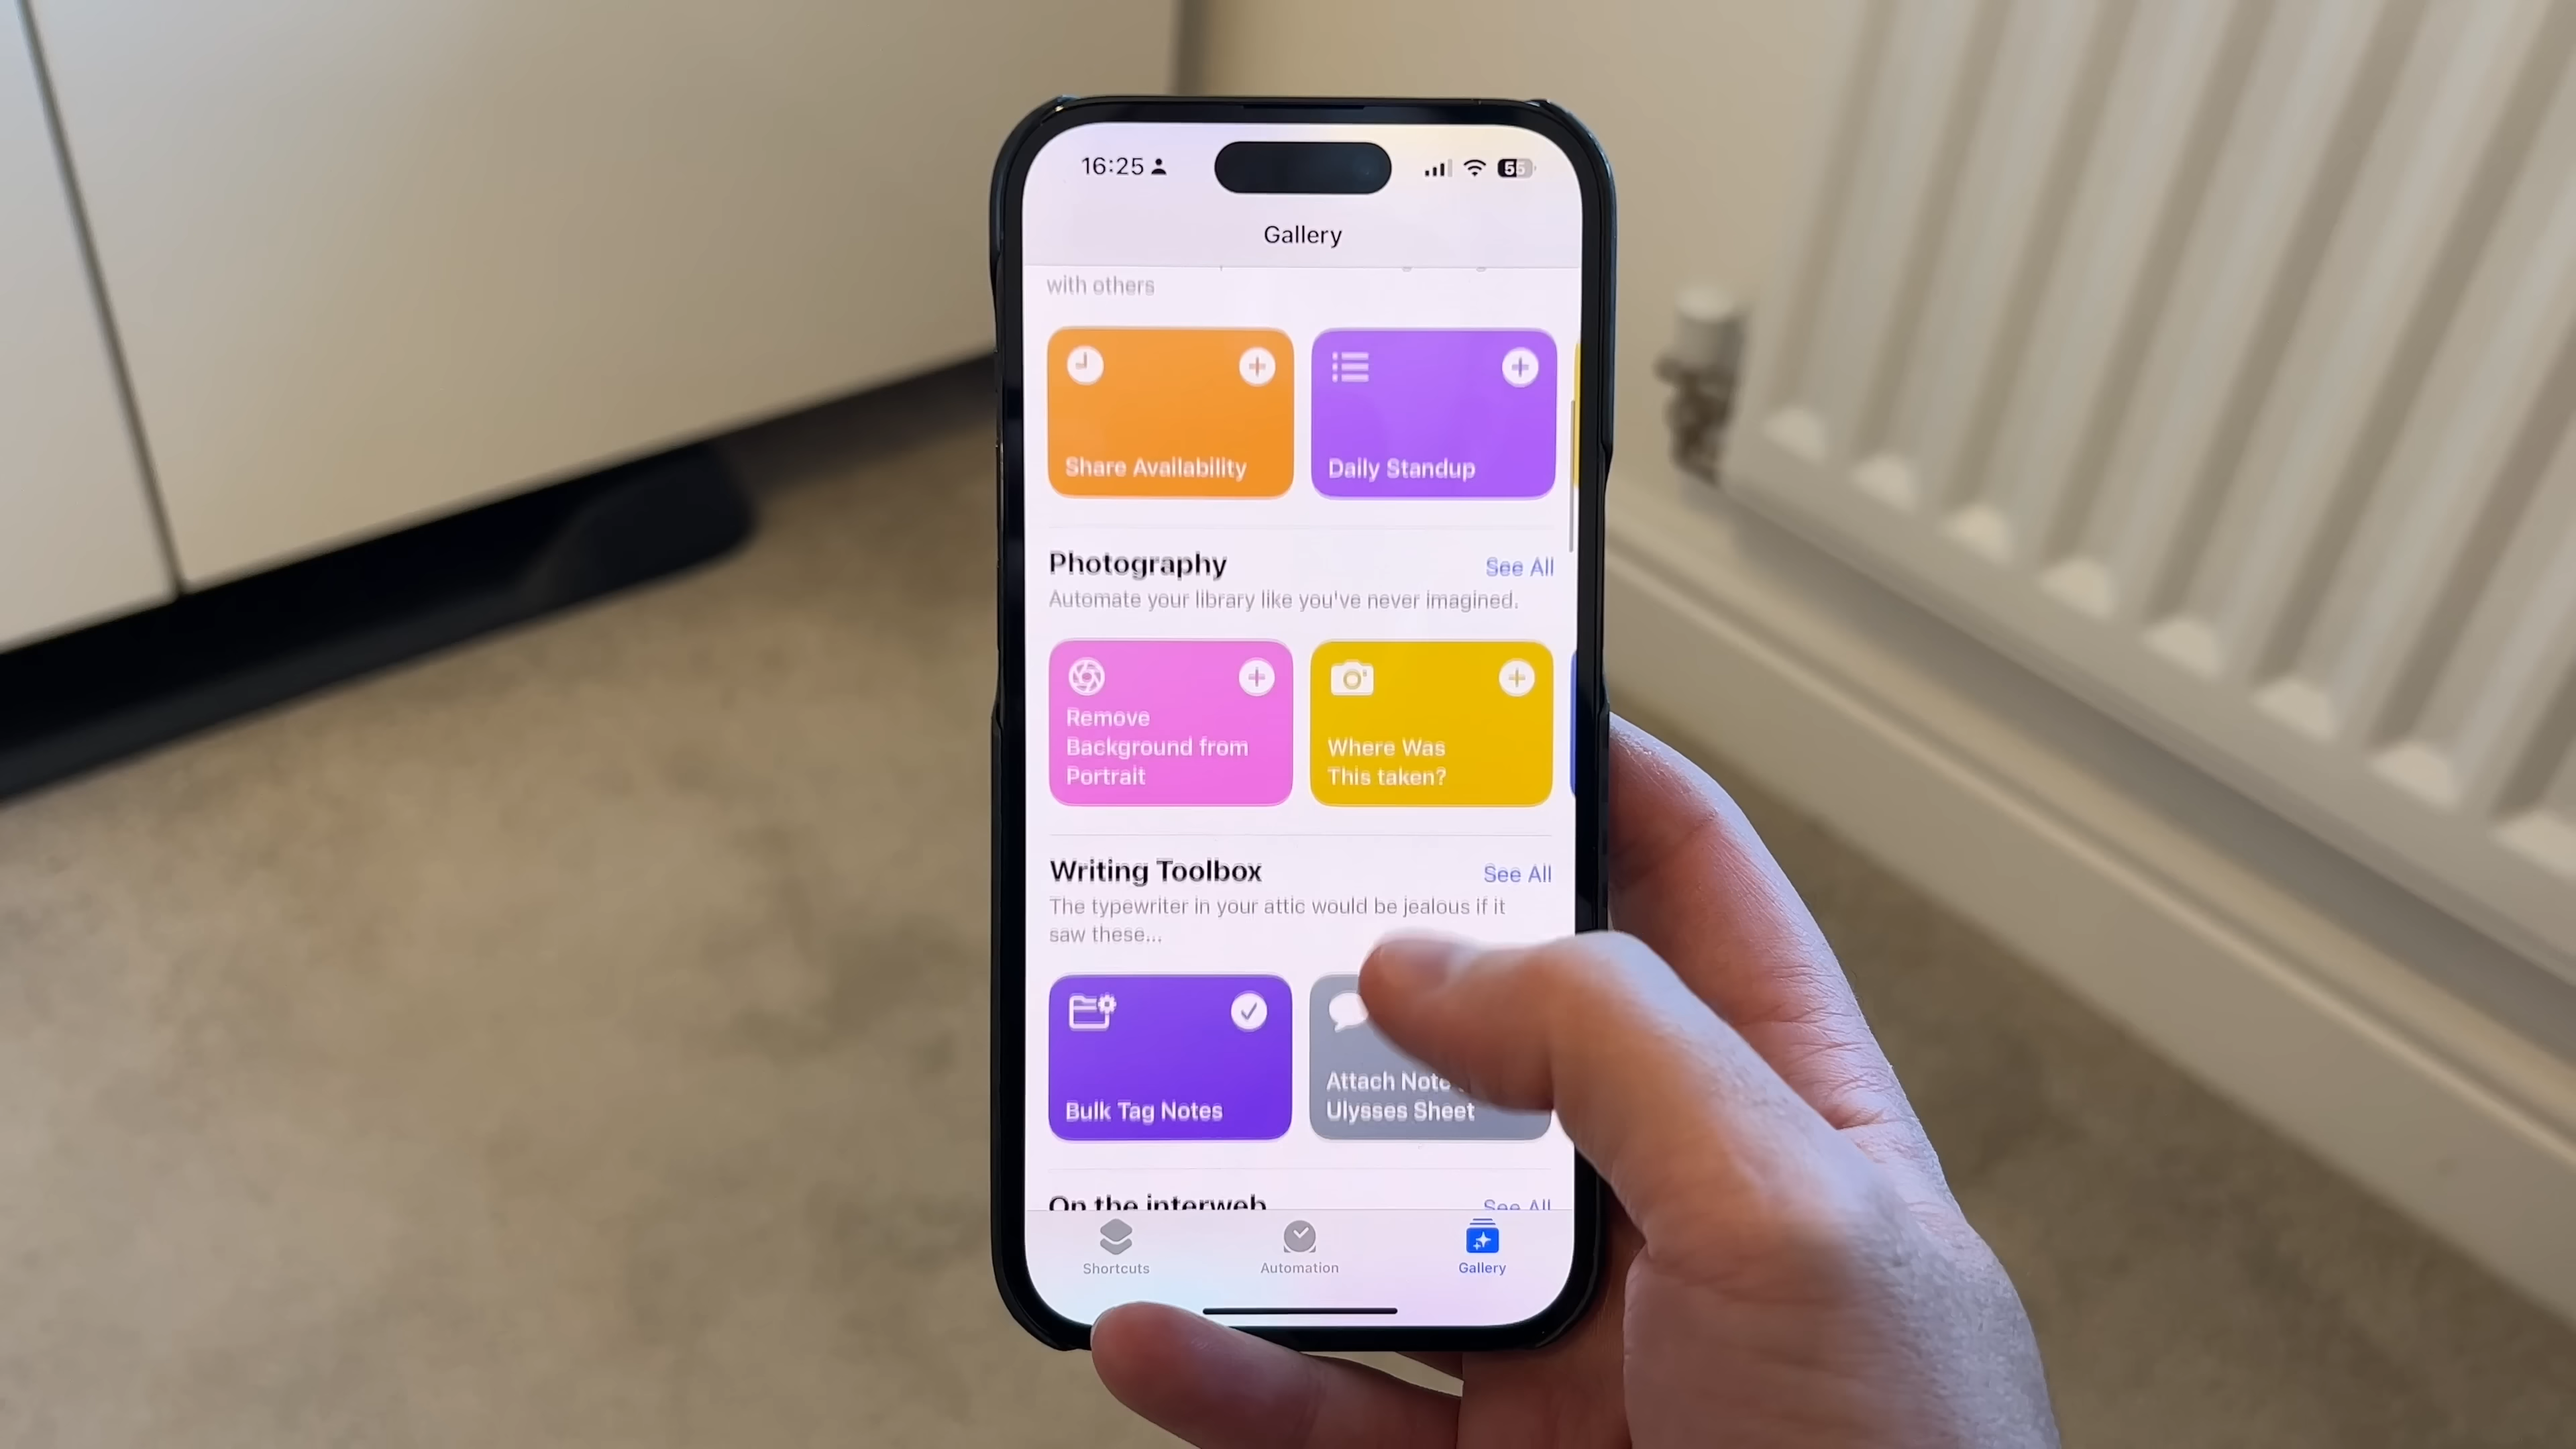 16:25
55
Gallery
with others
Share Availability
Daily Standup
Photography
See All
Automate your library like you've never imagined.
Remove
Background from
Portrait
Where Was
This taken?
Writing Toolbox
See All
The typewriter in your attic would be jealous if it
saw these...
Bulk Tag Notes
Attach Note
Ulysses Sheet
On the interweb
See All
Shortcuts
Automation
Gallery